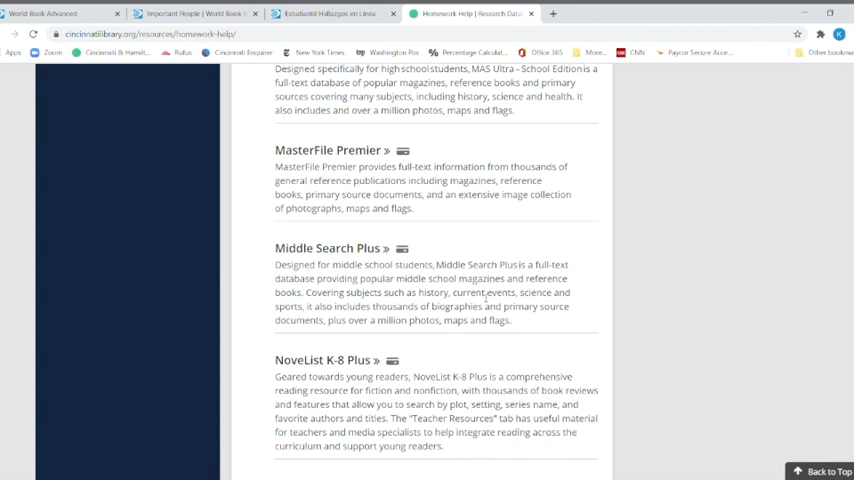 World Book Advanced
Important People | World Book K
Estudiantil Hallazgos en Línea
Homework Help | Research Data
cincinnatilibrary.org/resources/homework-help/
K
Apps
Zoom
Cincinnati & Hamilt...
Rufus
Cincinnati Enquirer
New York Times
Washington Pos
Percentage Calculat...
Office 365
More...
CNN
Paycor Secure Acce...
Other bookmar
Designed specifically for high school students, MAS Ultra – School Edition is a
full-text database of popular magazines, reference books and primary
sources covering many subjects, including history, science and health. It
also includes and over a million photos, maps and flags.
MasterFile Premier »
MasterFile Premier provides full-text information from thousands of
general reference publications including magazines, reference
books, primary source documents, and an extensive image collection
of photographs, maps and flags.
Middle Search Plus »
Designed for middle school students, Middle Search Plus is a full-text
database providing popular middle school magazines and reference
books. Covering subjects such as history, current events, science and
sports, it also includes thousands of biographies and primary source
documents, plus over a million photos, maps and flags.
NoveList K-8 Plus »
Geared towards young readers, NoveList K-8 Plus is a comprehensive
reading resource for fiction and nonfiction, with thousands of book reviews
and features that allow you to search by plot, setting, series name, and
favorite authors and titles. The "Teacher Resources" tab has useful material
for teachers and media specialists to help integrate reading across the
curriculum and support young readers.
Back to Top